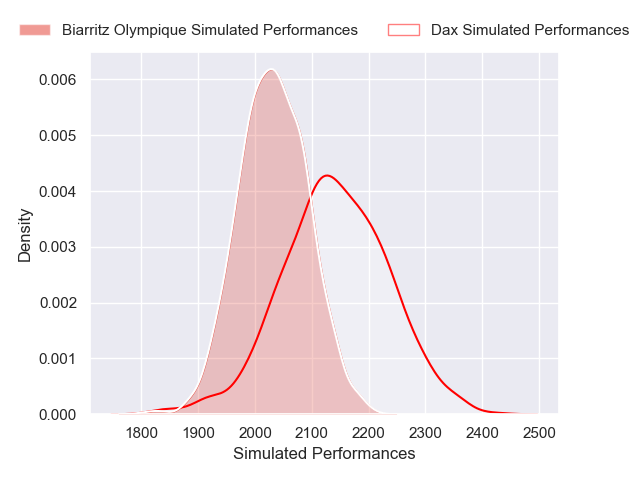 Biarritz Olympique Simulated Performances
Dax Simulated Performances
0.006
0.005
0.004
0.003
0.002
0.001
0.000
Density
1800 1900 2000 2100 2200 2300 2400 2500
Simulated Performances